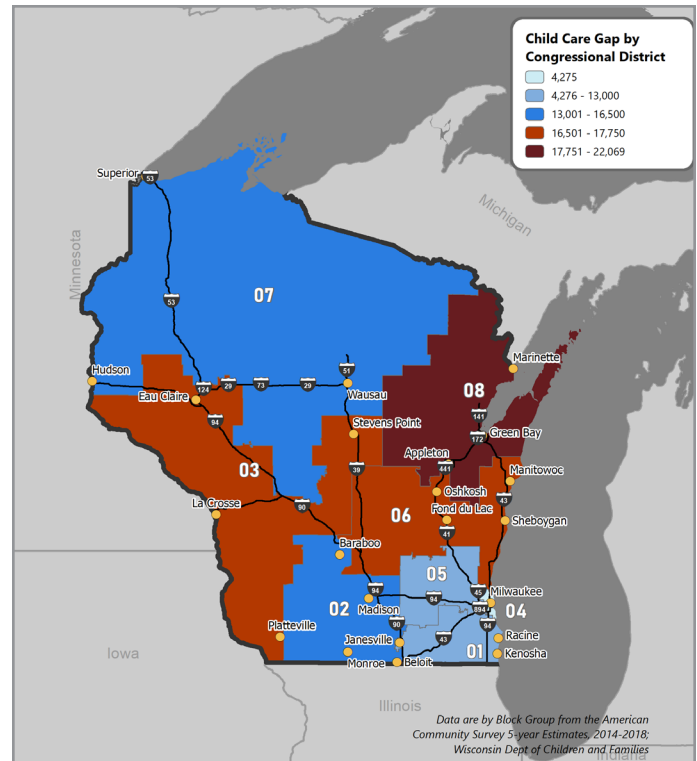 Child Care Gap by
Congressional District
4,275
4,276 - 13,000
13,001 - 16,500
16,501 - 17,750
17,751 - 22,069
Superior
53
Michigan
Minnesota
07
53
Marinette
Hudson
51
124
29
73
29
08
Eau Claire
Wausau
141
94
Stevens Point
172
Green Bay
Appleton
441
03
39
Manitowoc
Oshkosh
43
La Crosse
90
06
Fond du Lac
Sheboygan
41
Baraboo
05
94
45
Milwaukee
94
894
04
02
Madison
90
94
Platteville
Janesville
43
Racine
01
Kenosha
Iowa
Monroe
Beloit
Illinois
Data are by Block Group from the American
Community Survey 5-year Estimates, 2014-2018;
Wisconsin Dept of Children and Families
Indiana